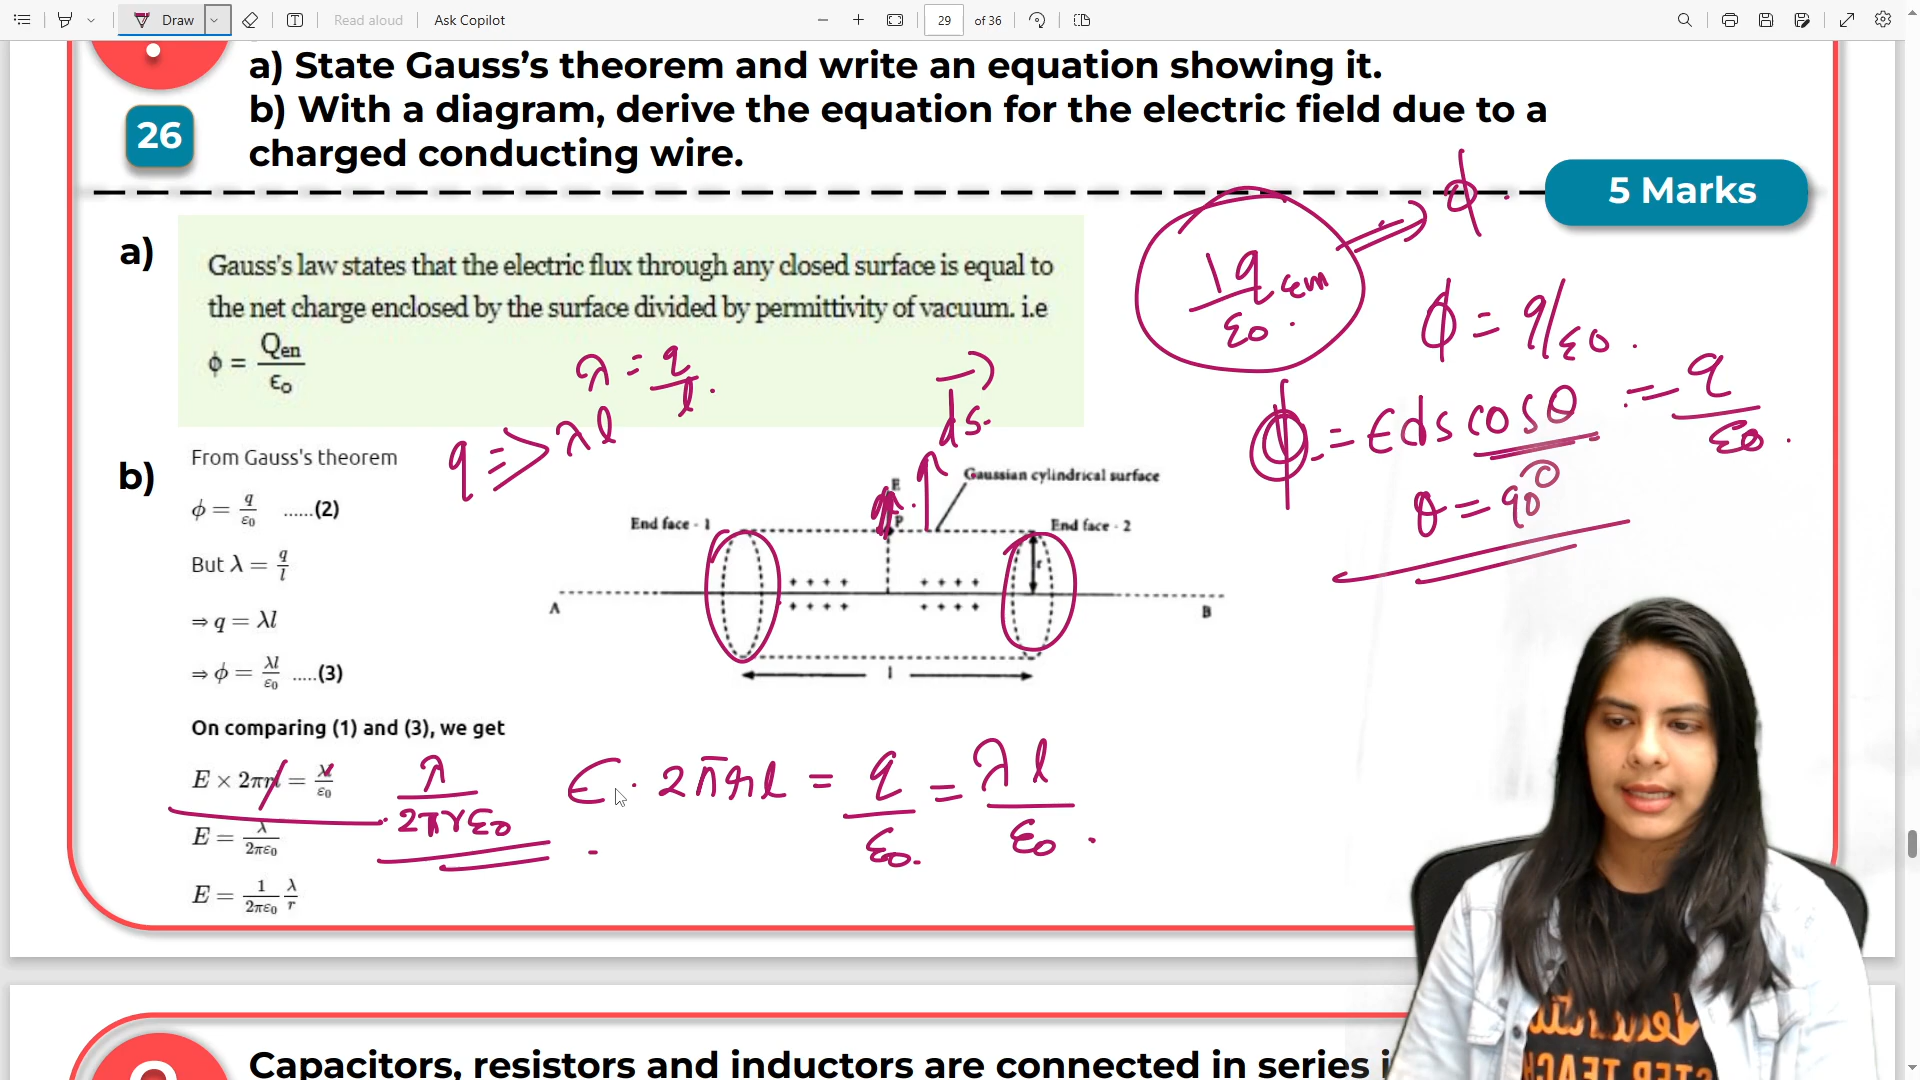 Draw
Read aloud
Ask Copilot
29
of 36
a) State Gauss’s theorem and write an equation showing it.
b) With a diagram, derive the equation for the electric field due to a
charged conducting wire.
26
5 Marks
a)
Gauss's law states that the electric flux through any closed surface is equal to
the net charge enclosed by the surface divided by permittivity of vacuum. i.e
ϕ = Qen/ε₀
λ = q/l.
q => λl
ds.
1 q/ε₀.
ϕ.
ϕ = q/ε₀.
ϕ = Eds cosθ = q/ε₀.
θ = 90°
b)
From Gauss's theorem
ϕ = q/ε₀ ......(2)
But λ = q/l
⇒ q = λl
⇒ ϕ = λl/ε₀ .....(3)
On comparing (1) and (3), we get
E × 2πrl = λl/ε₀
E = λ/2πε₀
E = 1/2πε₀ λ/r
λ/2πrε₀
E. 2πrl = q/ε₀. = λl/ε₀.
E
P
Gaussian cylindrical surface
End face - 1
End face - 2
r
+ + + +
+ + + +
+ + + +
+ + + +
A
B
l
Capacitors, resistors and inductors are connected in series